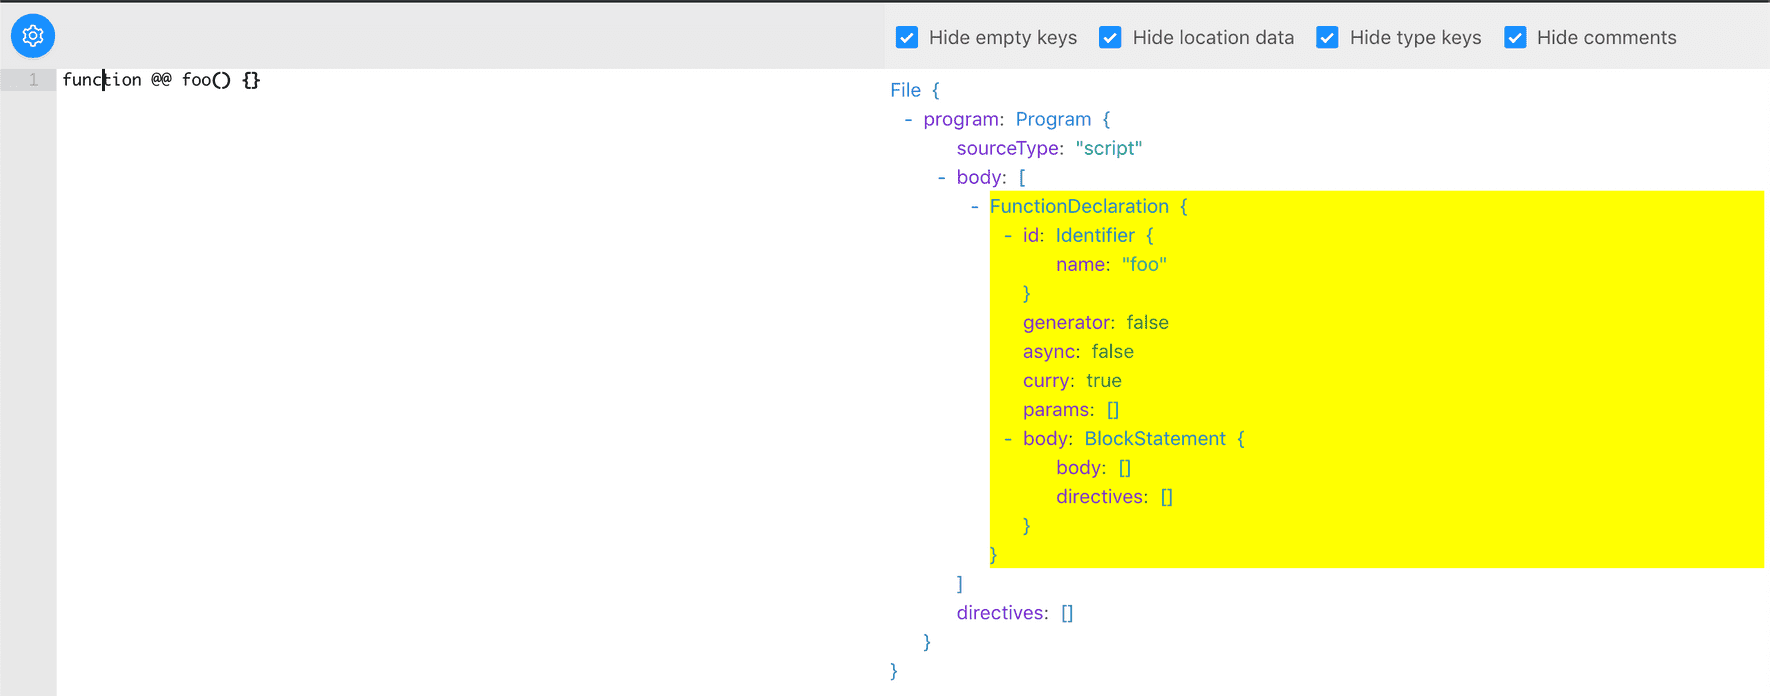 Hide empty keys Hide location data Hide type keys Hide comments
1 function @@ foo() {}
File {
- program: Program {
sourceType: "script"
- body: [
- FunctionDeclaration {
- id: Identifier {
name: "foo"
}
generator: false
async: false
curry: true
params: []
- body: BlockStatement {
body: []
directives: []
}
}
]
directives: []
}
}